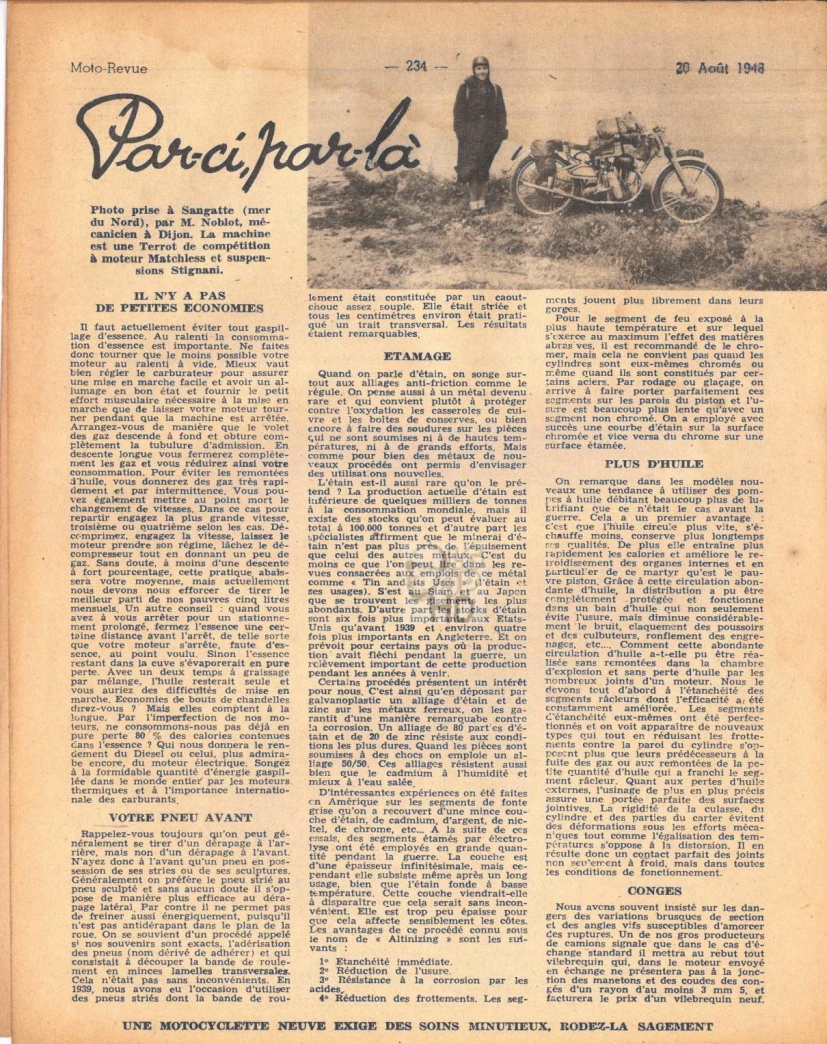 Moto-Revue
— 234 —
20 Août 1948
Par-ci, par-là
Photo prise à Sangatte (mer
du Nord), par M. Noblot, mé-
canicien à Dijon. La machine
est une Terrot de compétition
à moteur Matchless et suspen-
sions Stignani.
IL N'Y A PAS
DE PETITES ECONOMIES
Il faut actuellement éviter tout gaspil-
lage d'essence. Au ralenti la consomma-
tion d'essence est importante. Ne faites
donc tourner que le moins possible votre
moteur au ralenti à vide. Mieux vaut
bien régler le carburateur pour assurer
une mise en marche facile et avoir un al-
lumage en bon état et fournir le petit
effort musculaire nécessaire à la mise en
marche que de laisser votre moteur tour-
ner pendant que la machine est arrêtée.
Arrangez-vous de manière que le volet
des gaz descende à fond et obture com-
plètement la tubulure d'admission. En
descente longue vous fermerez complète-
ment les gaz et vous réduirez ainsi votre
consommation. Pour éviter les remontées
d'huile, vous donnerez des gaz très rapi-
dement et par intermittence. Vous pou-
vez également mettre au point mort le
changement de vitesses. Dans ce cas pour
repartir engagez la plus grande vitesse,
troisième ou quatrième selon les cas. Dé-
comprimez, engagez la vitesse, laissez le
moteur prendre son régime, lâchez le dé-
compresseur tout en donnant un peu de
gaz. Sans doute, à moins d'une descente
à fort pourcentage, cette pratique abais-
sera votre moyenne, mais actuellement
nous devons nous efforcer de tirer le
meilleur parti de nos pauvres cinq litres
mensuels. Un autre conseil : quand vous
avez à vous arrêter pour un stationne-
ment prolongé, fermez l'essence une cer-
taine distance avant l'arrêt, de telle sorte
que votre moteur s'arrête, faute d'es-
sence, au point voulu. Sinon l'essence
restant dans la cuve s'évaporerait en pure
perte. Avec un deux temps à graissage
par mélange, l'huile resterait seule et
vous auriez des difficultés de mise en
marche. Economies de bouts de chandelles
direz-vous ? Mais elles comptent à la
longue. Par l'imperfection de nos mo-
teurs, ne consommons-nous pas déjà en
pure perte 80 % des calories contenues
dans l'essence ? Qui nous donnera le ren-
dement du Diesel ou celui, plus admira-
ble encore, du moteur électrique. Songez
à la formidable quantité d'énergie gaspil-
lée dans le monde entier par les moteurs
thermiques et à l'importance internatio-
nale des carburants.
VOTRE PNEU AVANT
Rappelez-vous toujours qu'on peut gé-
néralement se tirer d'un dérapage à l'ar-
rière, mais non d'un dérapage à l'avant.
N'ayez donc à l'avant qu'un pneu en pos-
session de ses stries ou de ses sculptures.
Généralement on préfère le pneu strié au
pneu sculpté et sans aucun doute il s'op-
pose de manière plus efficace au déra-
page latéral. Par contre il ne permet pas
de freiner aussi énergiquement, puisqu'il
n'est pas antidérapant dans le plan de la
roue. On se souvient d'un procédé appelé
si nos souvenirs sont exacts, l'adérisation
des pneus (nom dérivé de adhérer) et qui
consistait à découper la bande de roule-
ment en minces lamelles transversales.
Cela n'était pas sans inconvénients. En
1939, nous avons eu l'occasion d'utiliser
des pneus striés dont la bande de rou-
lement était constituée par un caout-
chouc assez souple. Elle était striée et
tous les centimètres environ était prati-
qué un trait transversal. Les résultats
étaient remarquables.
ETAMAGE
Quand on parle d'étain, on songe sur-
tout aux alliages anti-friction comme le
régule. On pense aussi à un métal devenu
rare et qui convient plutôt à protéger
contre l'oxydation les casseroles de cui-
vre et les boîtes de conserves, ou bien
encore à faire des soudures sur les pièces
qui ne sont soumises ni à de hautes tem-
pératures, ni à de grands efforts. Mais
comme pour bien des métaux de nou-
veaux procédés ont permis d'envisager
des utilisations nouvelles.
L'étain est-il aussi rare qu'on le pré-
tend ? La production actuelle d'étain est
inférieure de quelques milliers de tonnes
à la consommation mondiale, mais il
existe des stocks qu'on peut évaluer au
total à 100.000 tonnes et d'autre part les
spécialistes affirment que le minerai d'é-
tain n'est pas plus près de l'épuisement
que celui des autres métaux. C'est du
moins ce que l'on dans les re-
vues consacrées aux emplois de ce métal
comme « Tin and its Uses » (l'étain et
ses usages). S'est au Japon
que se trouvent les plus
abondants. D'autre part stocks d'étain
sont six fois plus importants aux Etats-
Unis qu'avant 1939 et environ quatre
fois plus importants en Angleterre. Et on
prévoit pour certains pays où la produc-
tion avait fléchi pendant la guerre, un
relèvement important de cette production
pendant les années à venir.
Certains procédés présentent un intérêt
pour nous. C'est ainsi qu'en déposant par
galvanoplastic un alliage d'étain et de
zinc sur les métaux ferreux, on les ga-
rantit d'une manière remarquabe contre
la corrosion. Un alliage de 80 parties d'é-
tain et de 20 de zinc résiste aux condi-
tions les plus dures. Quand les pièces sont
soumises à des chocs on emploie un al-
liage 50/50. Ces alliages résistent aussi
bien que le cadmium à l'humidité et
mieux à l'eau salée.
D'intéressantes expériences on été faites
en Amérique sur les segments de fonte
grise qu'on a recouvert d'une mince cou-
che d'étain, de cadmium, d'argent, de nic-
kel, de chrome, etc... A la suite de ces
essais, des segments étamés par électro-
lyse ont été employés en grande quan-
tité pendant la guerre. La couche est
d'une épaisseur infinitésimale, mais ce-
pendant elle subsiste même après un long
usage, bien que l'étain fonde à basse
température. Cette couche viendrait-elle
à disparaître que cela serait sans incon-
vénient. Elle est trop peu épaisse pour
que cela affecte sensiblement les côtes.
Les avantages de ce procédé connu sous
le nom de « Altinizing » sont les sui-
vants :
1º Etanchéité immédiate.
2º Réduction de l'usure.
3º Résistance à la corrosion par les
acides.
4º Réduction des frottements. Les seg-
ments jouent plus librement dans leurs
gorges.
Pour le segment de feu exposé à la
plus haute température et sur lequel
s'exerce au maximum l'effet des matières
abrasives, il est recommandé de le chro-
mer, mais cela ne convient pas quand les
cylindres sont eux-mêmes chromés ou
même quand ils sont constitués par cer-
tains aciers. Par rodage ou glaçage, on
arrive à faire porter parfaitement ces
segments sur les parois du piston et l'u-
sure est beaucoup plus lente qu'avec un
segment non chromé. On a employé avec
succès une courbe d'étain sur la surface
chromée et vice versa du chrome sur une
surface étamée.
PLUS D'HUILE
On remarque dans les modèles nou-
veaux une tendance à utiliser des pom-
pes à huile débitant beaucoup plus de lu-
brifiant que ce n'était le cas avant la
guerre. Cela a un premier avantage :
c'est que l'huile circule plus vite, s'é-
chauffe moins, conserve plus longtemps
ses qualités. De plus elle entraîne plus
rapidement les calories et améliore le re-
froidissement des organes internes et en
particulier de ce martyr qu'est le pau-
vre piston. Grâce à cette circulation abon-
dante d'huile, la distribution a pu être
complètement protégée et fonctionne
dans un bain d'huile qui non seulement
évite l'usure, mais diminue considérable-
ment le bruit, claquement des poussoirs
et des culbuteurs, ronflement des engre-
nages, etc... Comment cette abondante
circulation d'huile a-t-elle pu être réa-
lisée sans remontées dans la chambre
d'explosion et sans perte d'huile par les
nombreux joints d'un moteur. Nous le
devons tout d'abord à l'étanchéité des
segments râcleurs dont l'efficacité a été
constamment améliorée. Les segments
d'étanchéité eux-mêmes ont été perfec-
tionnés et on voit apparaître de nouveaux
types qui tout en réduisant les frotte-
ments contre la paroi du cylindre s'op-
posent plus que leurs prédécesseurs à la
fuite des gaz ou aux remontées de la pe-
tite quantité d'huile qui a franchi le seg-
ment râcleur. Quant aux pertes d'huile
externes, l'usinage de plus en plus précis
assure une portée parfaite des surfaces
jointives. La rigidité de la culasse, du
cylindre et des parties du carter évitent
des déformations sous les efforts méca-
niques tout comme l'égalisation des tem-
pératures s'oppose à la distorsion. Il en
résulte donc un contact parfait des joints
non seulement à froid, mais dans toutes
les conditions de fonctionnement.
CONGES
Nous avons souvent insisté sur les dan-
gers des variations brusques de section
et des angles vifs susceptibles d'amorcer
des ruptures. Un de nos gros producteurs
de camions signale que dans le cas d'é-
change standard il mettra au rebut tout
vilebrequin qui, dans le moteur envoyé
en échange ne présentera pas à la jonc-
tion des manetons et des coudes des con-
gés d'un rayon d'au moins 3 mm 5, et
facturera le prix d'un vilebrequin neuf.
UNE MOTOCYCLETTE NEUVE EXIGE DES SOINS MINUTIEUX, RODEZ-LA SAGEMENT